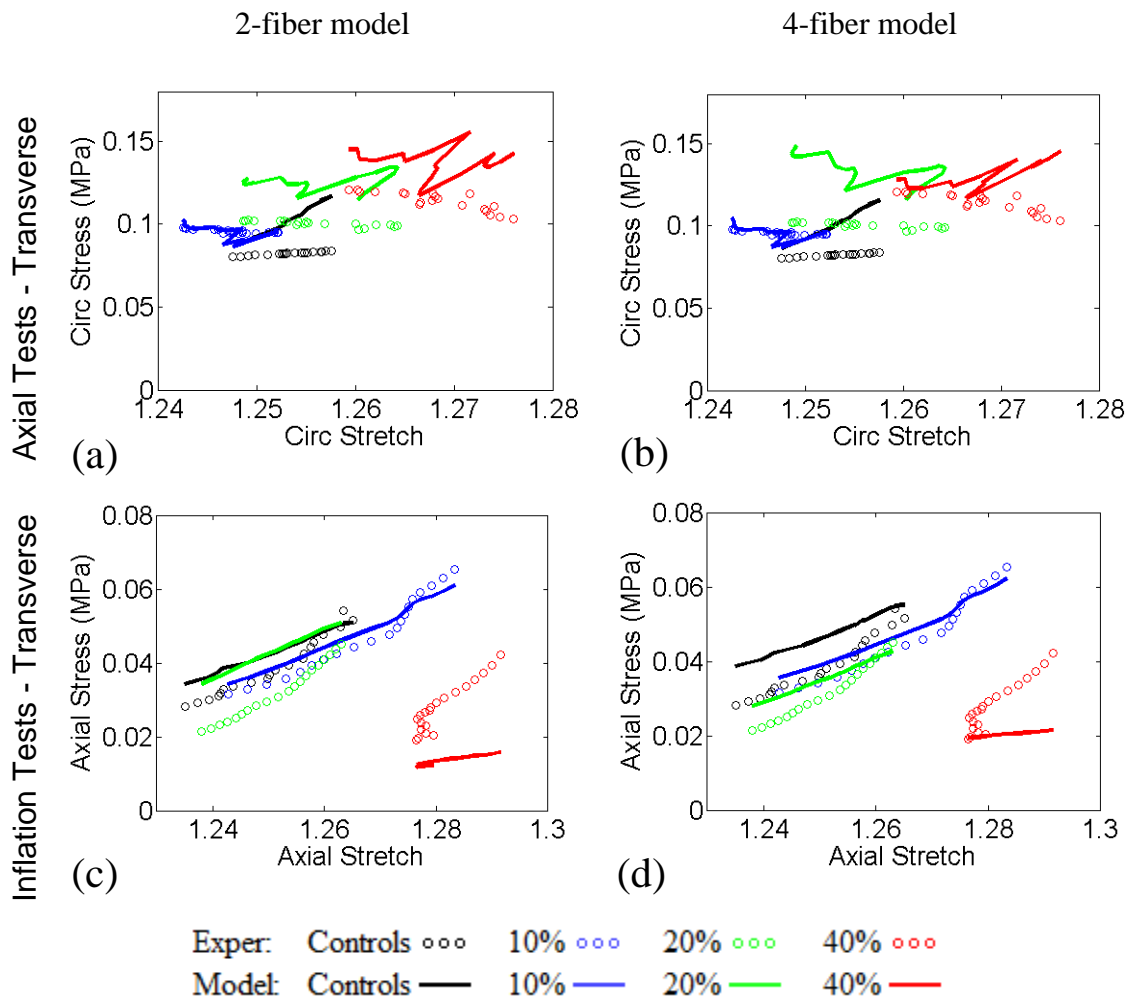 2-fiber model
4-fiber model
Axial Tests - Transverse
Circ Stress (MPa)
0.15
0.1
0.05
0
1.24
1.25
1.26
1.27
1.28
Circ Stretch
(a)
Circ Stress (MPa)
0.15
0.1
0.05
0
1.24
1.25
1.26
1.27
1.28
Circ Stretch
(b)
Inflation Tests - Transverse
Axial Stress (MPa)
0.08
0.06
0.04
0.02
0
1.24
1.26
1.28
1.3
Axial Stretch
(c)
Axial Stress (MPa)
0.08
0.06
0.04
0.02
0
1.24
1.26
1.28
1.3
Axial Stretch
(d)
Exper: Controls 10% 20% 40%
Model: Controls 10% 20% 40%